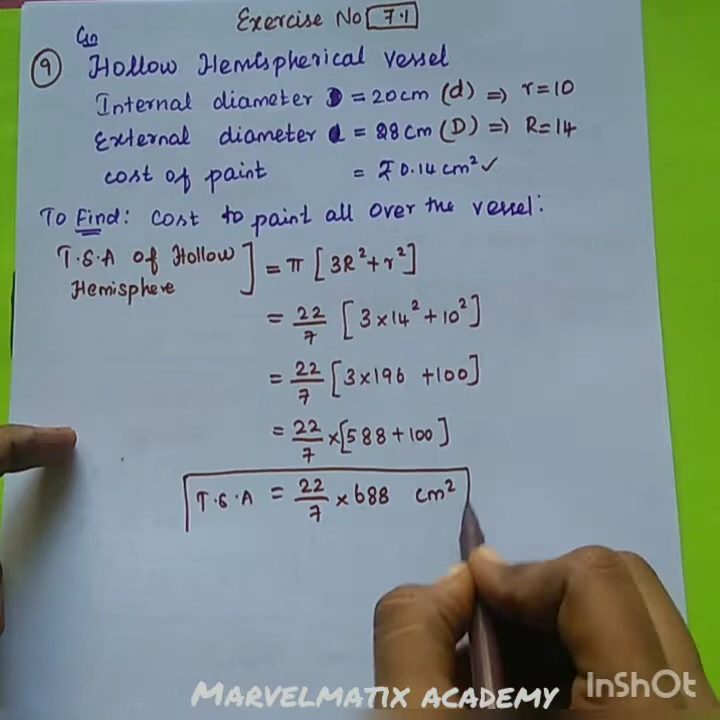 Exercise No 7.1
Gn
9 Hollow Hemispherical vessel
Internal diameter = 20cm (d) ⇒ r=10
External diameter = 28cm (D) ⇒ R=14
cost of paint = ₹0.14 cm² ✓
To Find: cost to paint all over the vessel:
T.S.A of Hollow Hemisphere ] = π [3R²+r²]
= 22/7 [3×14²+10²]
= 22/7 [3×196 +100]
= 22/7 ×[588+100]
T.S.A = 22/7 ×688 cm²
MARVELMATIX ACADEMY
InShOt